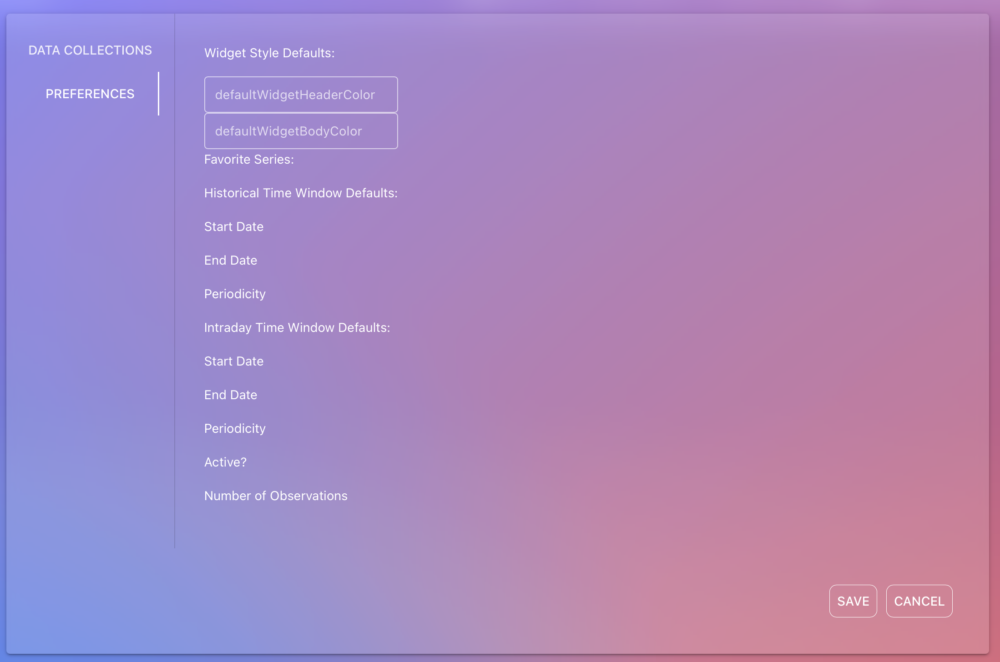 DATA COLLECTIONS
PREFERENCES
Widget Style Defaults:
defaultWidgetHeaderColor
defaultWidgetBodyColor
Favorite Series:
Historical Time Window Defaults:
Start Date
End Date
Periodicity
Intraday Time Window Defaults:
Start Date
End Date
Periodicity
Active?
Number of Observations
SAVE CANCEL